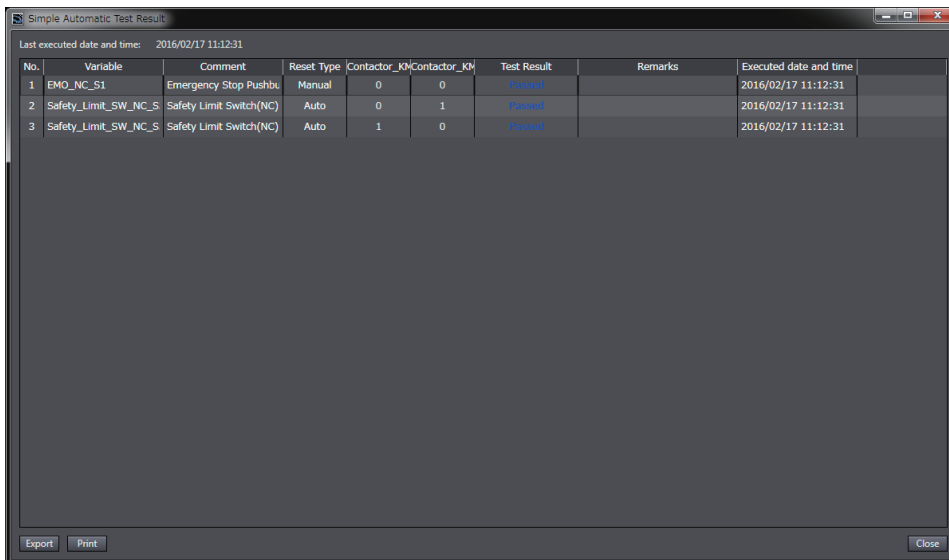 Simple Automatic Test Result
Last executed date and time: 2016/02/17 11:12:31
No. Variable Comment Reset Type Contactor_KM Contactor_KM Test Result Remarks Executed date and time
1 EMO_NC_S1 Emergency Stop Pushbu Manual 0 0 Passed 2016/02/17 11:12:31
2 Safety_Limit_SW_NC_S Safety Limit Switch(NC) Auto 0 1 Passed 2016/02/17 11:12:31
3 Safety_Limit_SW_NC_S Safety Limit Switch(NC) Auto 1 0 Passed 2016/02/17 11:12:31
Export Print Close